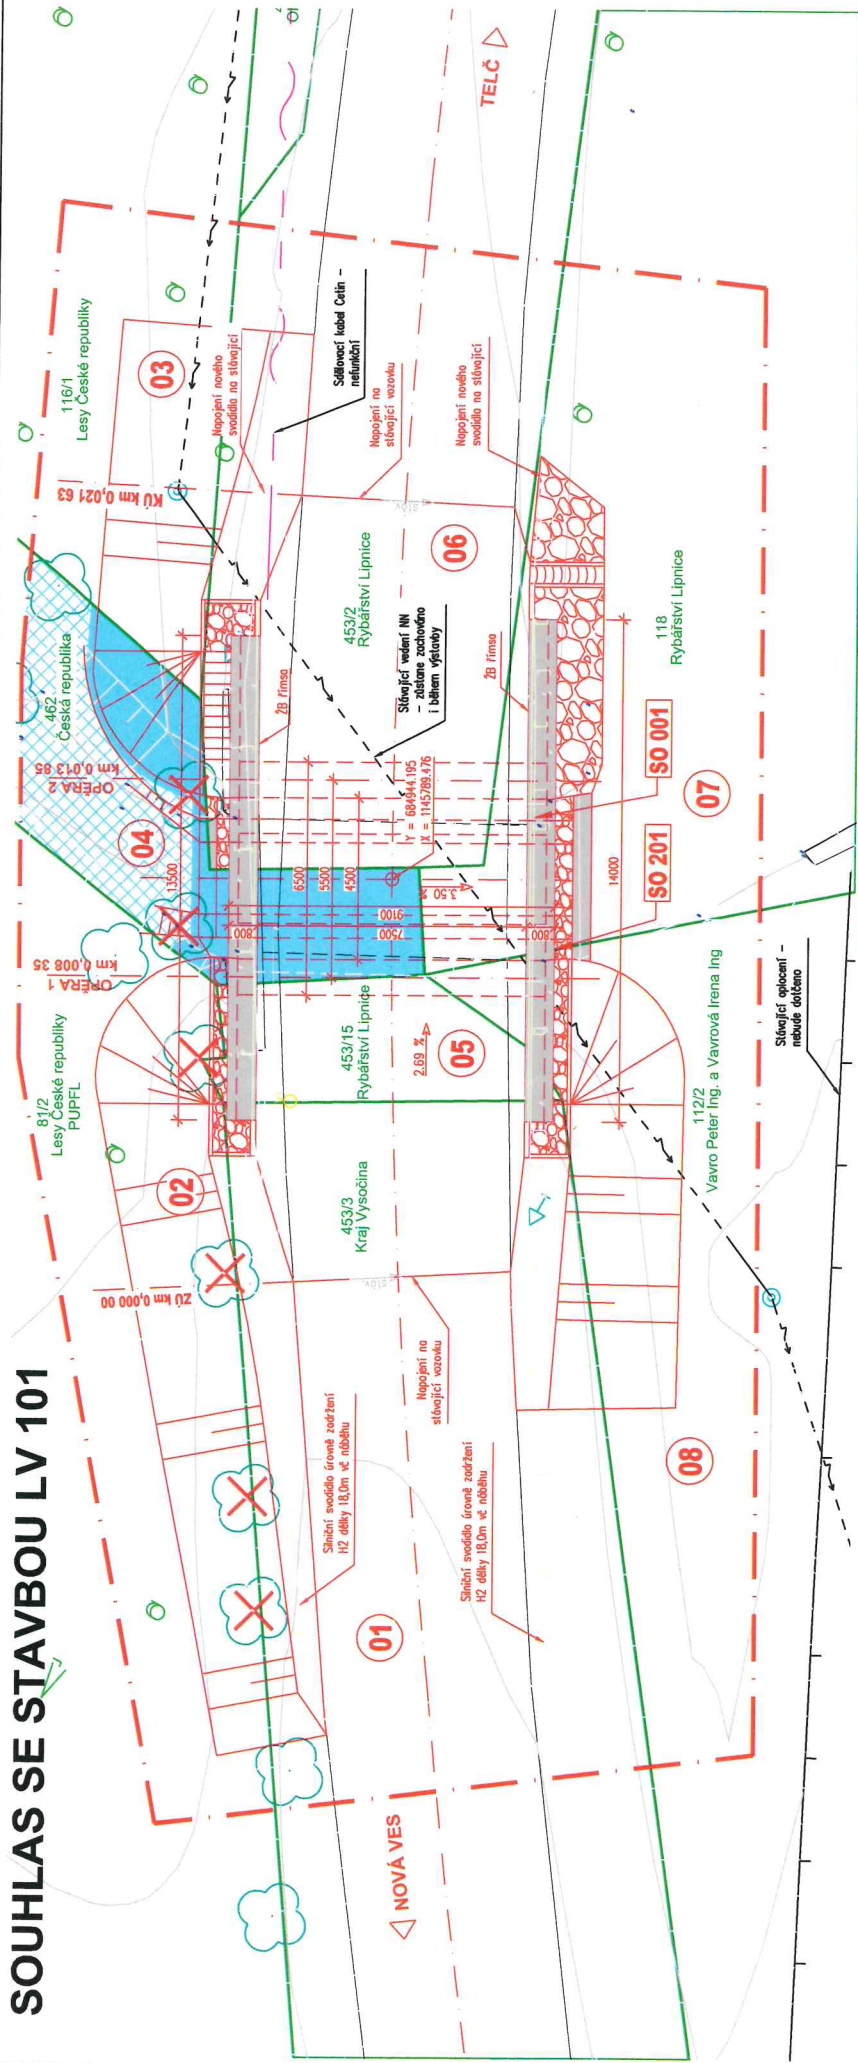 SOUHLAS SE STAVBOU LV 101
116/1
Lesy České republiky
03
Napojení nového
svodidla na stávající
Sdělovací kabel Cetin –
nefunkční
TELČ
KÚ km 0,021 63
Napojení na
stávající vozovku
Napojení nového
svodidla na stávající
462
Česká republika
OPĚRA 2
km 0,013 85
04
13500
ŽB římsa
453/2
Rybářství Lipnice
06
stáv.
Stávající vedení NN
– zůstane zachováno
i během výstavby
ŽB římsa
118
Rybářství Lipnice
6500
5500
4500
Y = 684944.195
X = 1145789.476
3.50 %
800
7500
9100
800
14000
SO 001
SO 201
07
OPĚRA 1
km 0,008 35
81/2
Lesy České republiky
PUPFL
453/15
Rybářství Lipnice
2.69 %
05
112/2
Vavro Peter Ing. a Vavrová Irena Ing
Stávající oplocení –
nebude dotčeno
02
453/3
Kraj Vysočina
ZÚ km 0,000 00
stáv.
Napojení na
stávající vozovku
Silniční svodidlo úrovně zadržení
H2 délky 18,0m vč náběhu
Silniční svodidlo úrovně zadržení
H2 délky 18,0m vč náběhu
01
08
NOVÁ VES